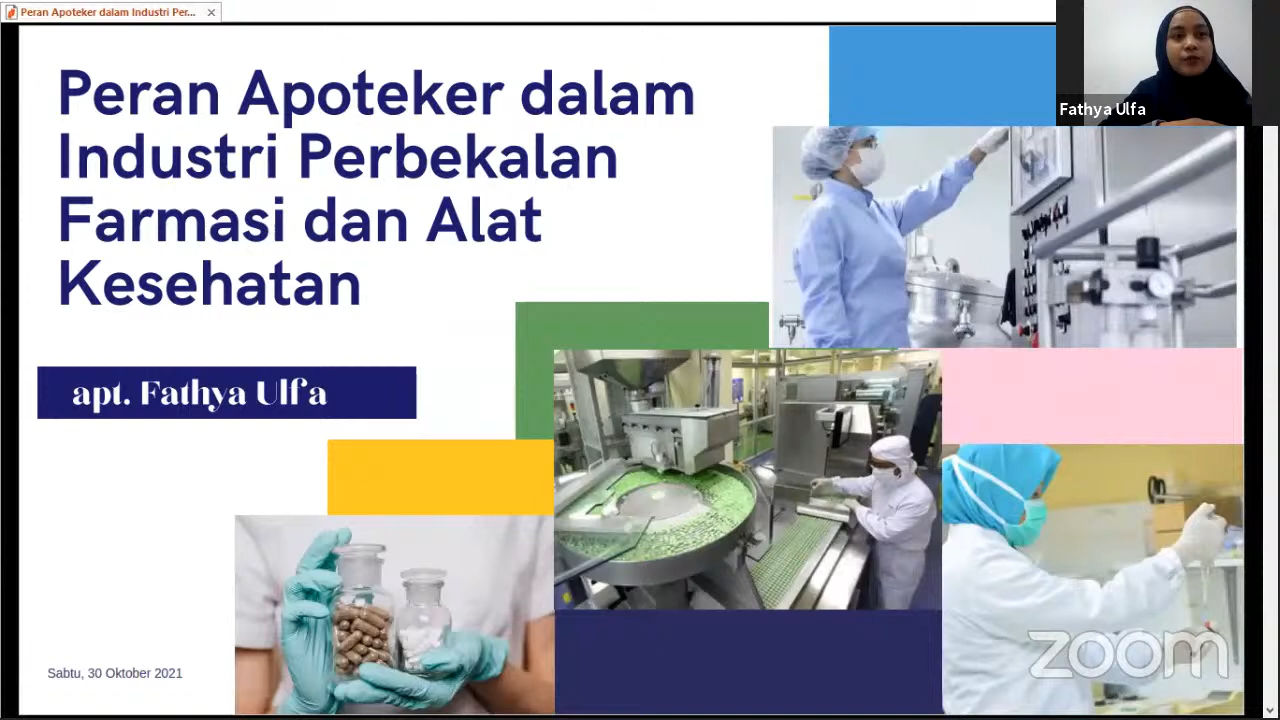 Peran Apoteker dalam Industri Per...
Fathya Ulfa
Peran Apoteker dalam
Industri Perbekalan
Farmasi dan Alat
Kesehatan
apt. Fathya Ulfa
Sabtu, 30 Oktober 2021
zoom